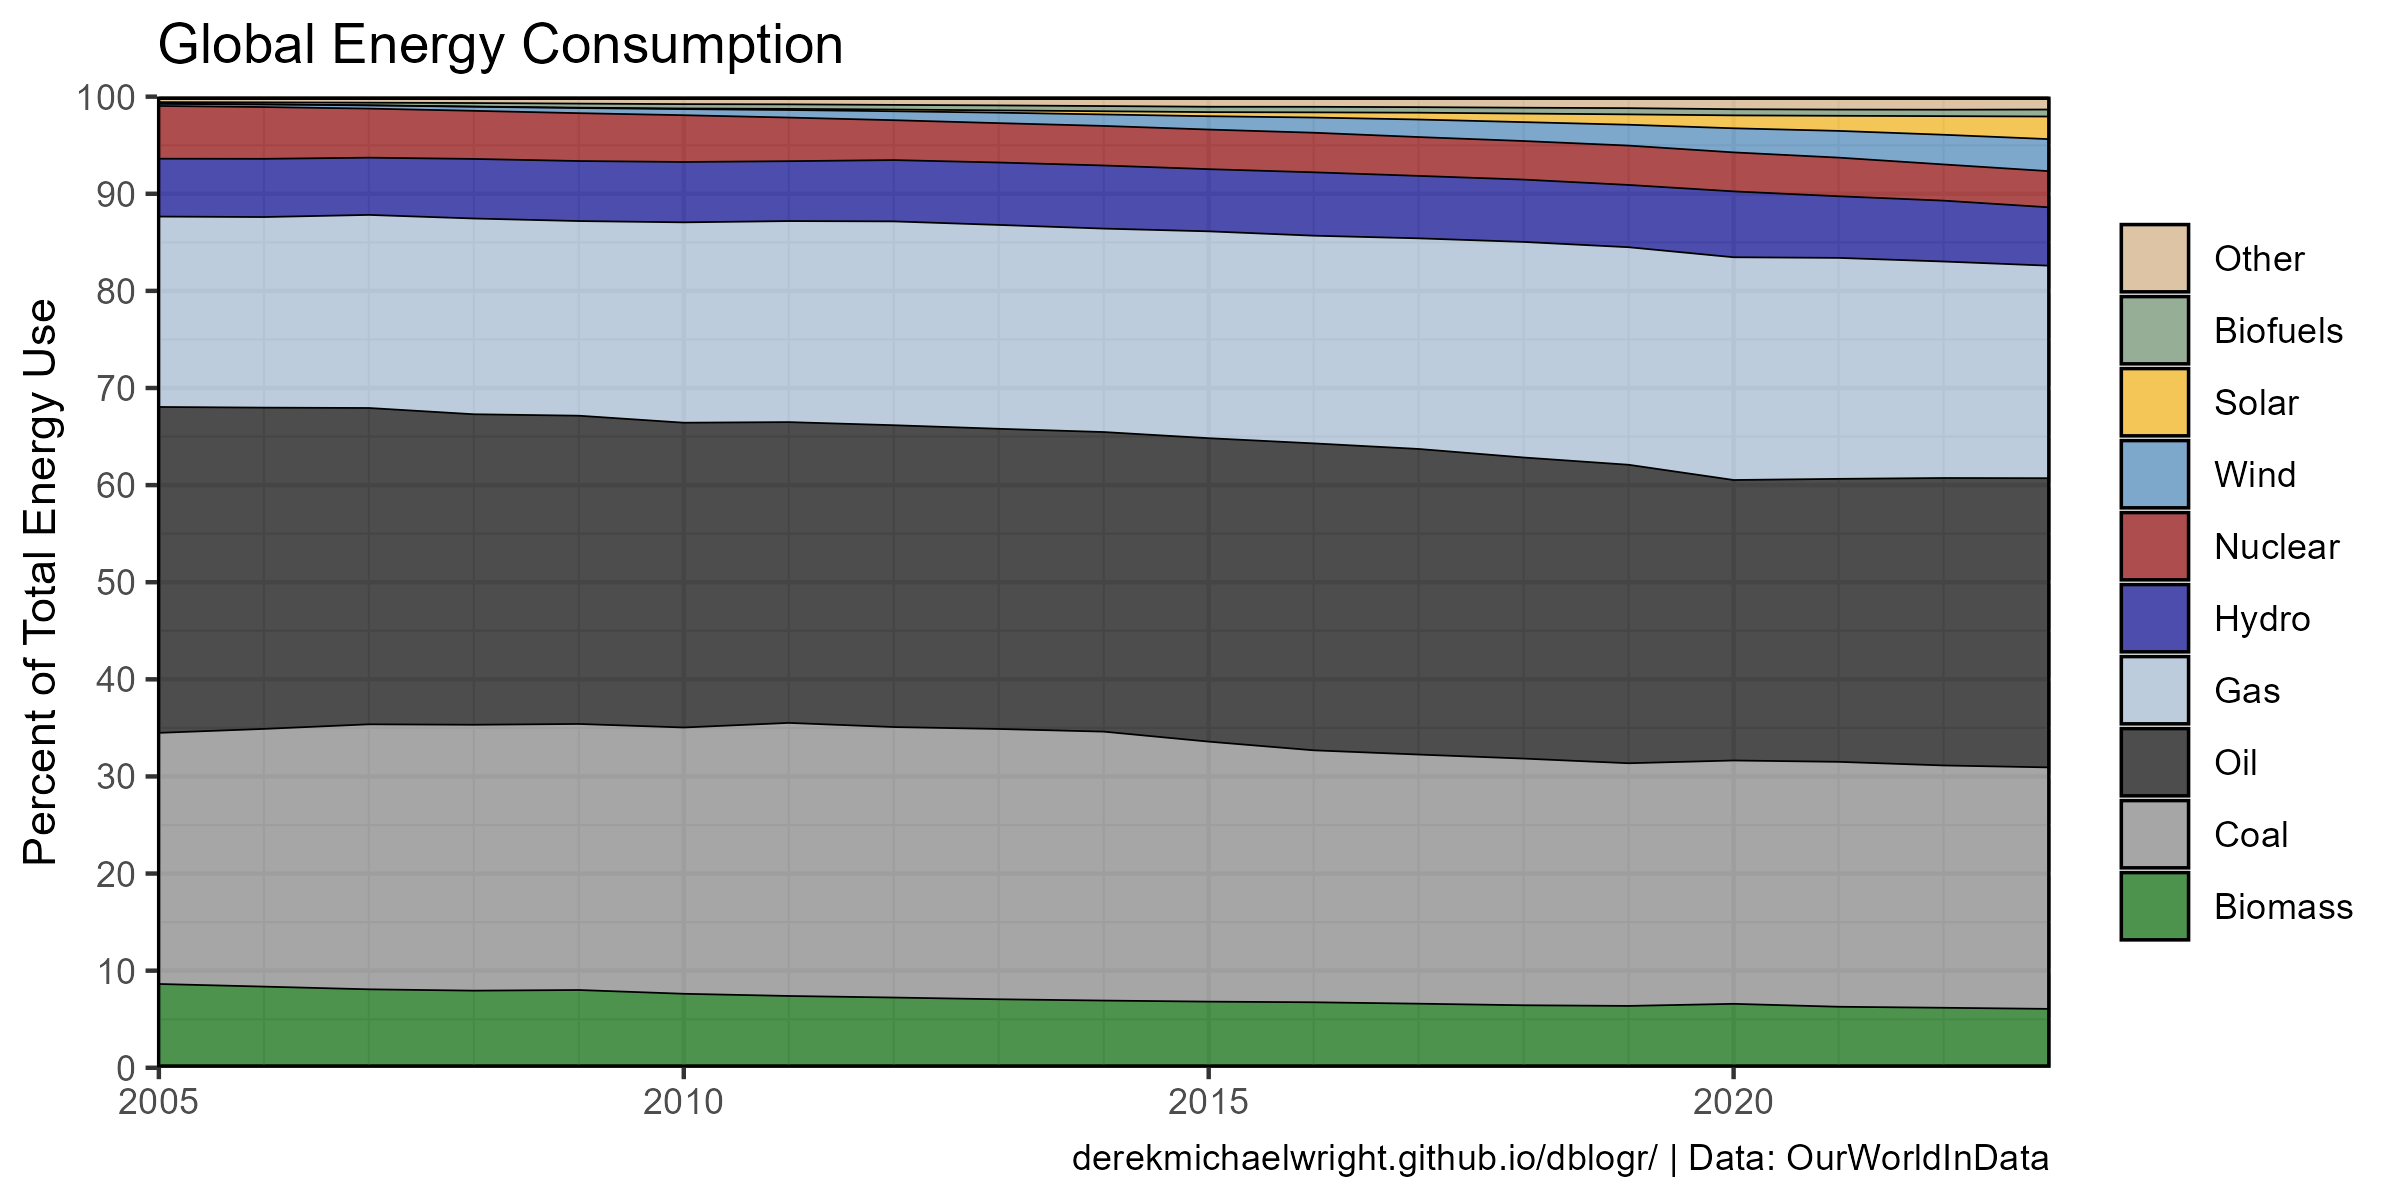 Global Energy Consumption
Percent of Total Energy Use
100
90
80
70
60
50
40
30
20
10
0
2005
2010
2015
2020
Other
Biofuels
Solar
Wind
Nuclear
Hydro
Gas
Oil
Coal
Biomass
derekmichaelwright.github.io/dblogr/ | Data: OurWorldInData